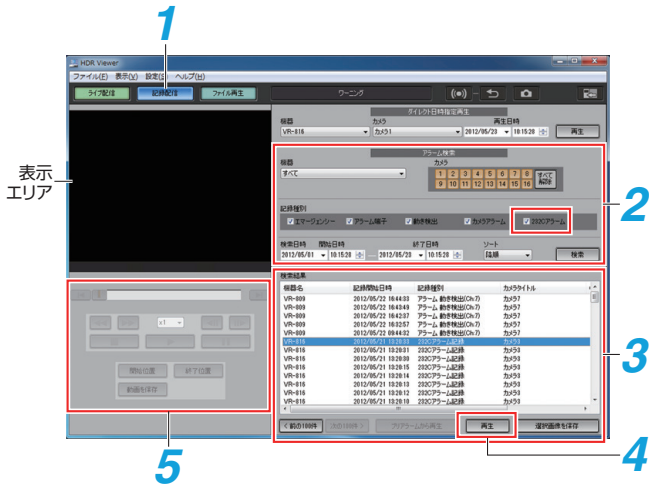 1
HDR Viewer
ファイル(F) 表示(V) 設定(S) ヘルプ(H)
ライブ配信 記録配信 ファイル再生 ワーニング
ダイレクト日時指定再生
機器 カメラ 再生日時
VR-816 カメラ1 2012/05/23 10:15:28 再生
アラーム検索
機器 カメラ
すべて 1 2 3 4 5 6 7 8 すべて
9 10 11 12 13 14 15 16 解除
表示
エリア
2
記録種別
エマージェンシー アラーム端子 動き検出 カメラアラーム 232Cアラーム
検索日時 開始日時 終了日時 ソート
2012/05/01 10:15:28 ... 2012/05/23 10:15:28 降順 検索
検索結果
機器名 記録開始日時 記録種別 カメラタイトル
VR-809 2012/05/22 16:44:33 アラーム 動き検出(Ch:7) カメラ7
VR-809 2012/05/22 16:43:49 アラーム 動き検出(Ch:7) カメラ7
VR-809 2012/05/22 16:42:37 アラーム 動き検出(Ch:7) カメラ7
VR-809 2012/05/22 16:32:57 アラーム 動き検出(Ch:7) カメラ7
VR-809 2012/05/22 09:44:32 アラーム 動き検出(Ch:7) カメラ7
VR-816 2012/05/21 13:20:33 232Cアラーム記録 カメラ3
VR-816 2012/05/21 13:20:31 232Cアラーム記録 カメラ3
VR-816 2012/05/21 13:20:30 232Cアラーム記録 カメラ3
VR-816 2012/05/21 13:20:15 232Cアラーム記録 カメラ3
VR-816 2012/05/21 13:20:14 232Cアラーム記録 カメラ3
VR-816 2012/05/21 13:20:13 232Cアラーム記録 カメラ3
VR-816 2012/05/21 13:20:12 232Cアラーム記録 カメラ3
VR-816 2012/05/21 13:20:10 232Cアラーム記録 カメラ3
3
x1
開始位置 終了位置
動画を保存
< 前の100件 次の100件 > プリアラームから再生 再生 選択画像を保存
5
4